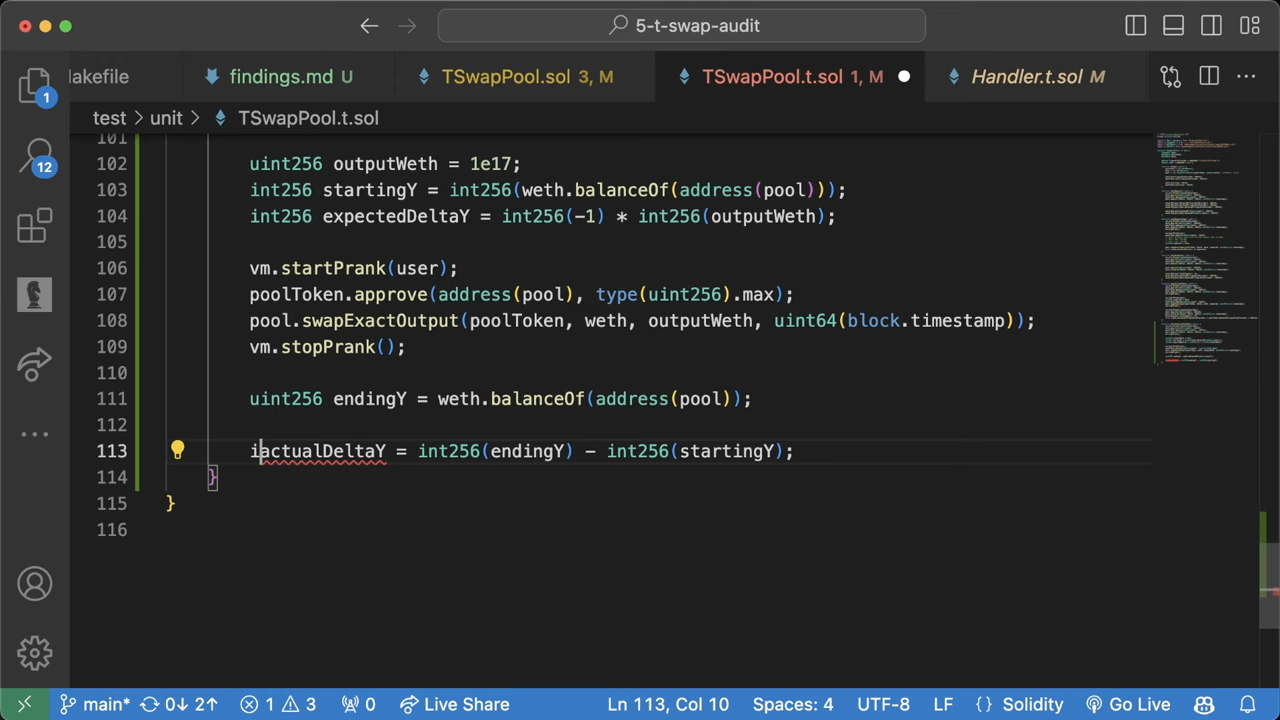 5-t-swap-audit
lakefile
findings.md U
TSwapPool.sol 3, M
TSwapPool.t.sol 1, M
Handler.t.sol M
test > unit > TSwapPool.t.sol
1
12
101
102 uint256 outputWeth = 1e17;
103 int256 startingY = int256(weth.balanceOf(address(pool)));
104 int256 expectedDeltaY = int256(-1) * int256(outputWeth);
105
106 vm.startPrank(user);
107 poolToken.approve(address(pool), type(uint256).max);
108 pool.swapExactOutput(poolToken, weth, outputWeth, uint64(block.timestamp));
109 vm.stopPrank();
110
111 uint256 endingY = weth.balanceOf(address(pool));
112
113 iactualDeltaY = int256(endingY) - int256(startingY);
114 }
115 }
116
main* 0↓ 2↑ 1 3 0 Live Share Ln 113, Col 10 Spaces: 4 UTF-8 LF {} Solidity Go Live